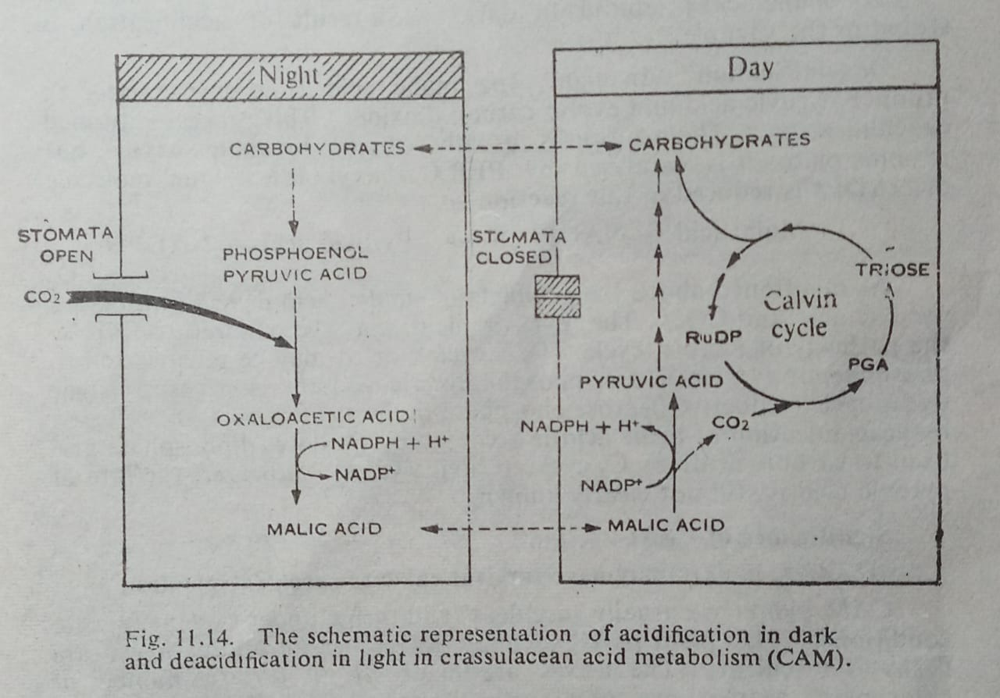 Night
CARBOHYDRATES
STOMATA
OPEN
PHOSPHOENOL
PYRUVIC ACID
CO2
OXALOACETIC ACID
NADPH + H+
NADP+
MALIC ACID
Day
CARBOHYDRATES
STOMATA
CLOSED
TRIOSE
Calvin
cycle
RuDP
PGA
PYRUVIC ACID
NADPH + H+
CO2
NADP+
MALIC ACID
Fig. 11.14. The schematic representation of acidification in dark
and deacidification in light in crassulacean acid metabolism (CAM).